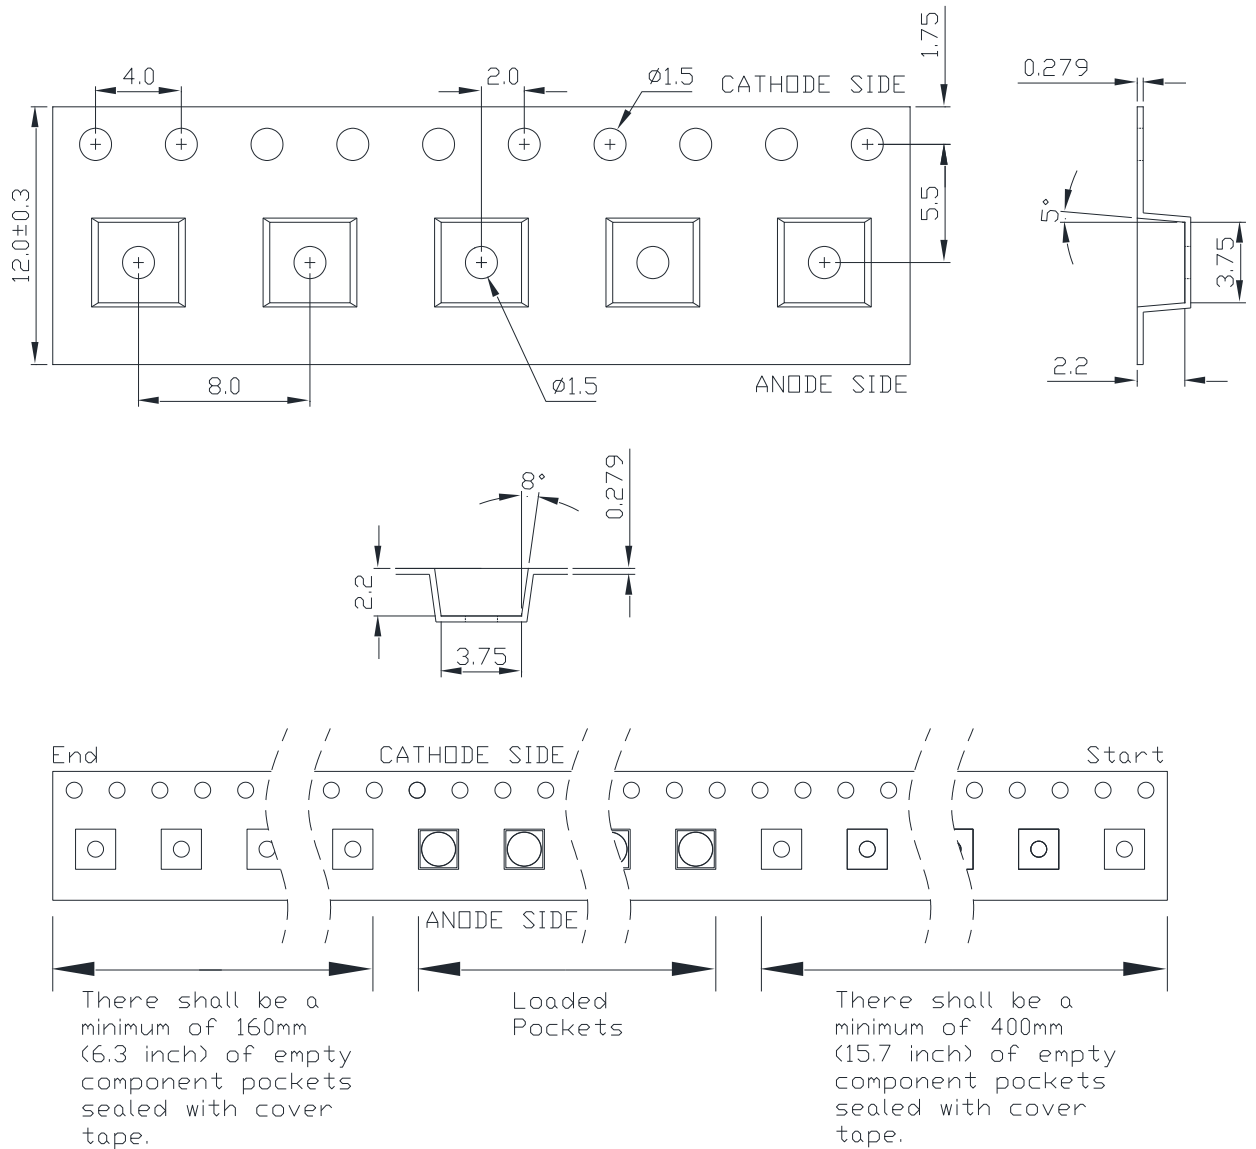 1.75
4.0
2.0
ø1.5
CATHODE SIDE
0.279
12.0±0.3
5.5
5°
3.75
8.0
ø1.5
ANODE SIDE
2.2
8°
0.279
2.2
3.75
End
CATHODE SIDE
Start
ANODE SIDE
There shall be a
minimum of 160mm
(6.3 inch) of empty
component pockets
sealed with cover
tape.
Loaded
Pockets
There shall be a
minimum of 400mm
(15.7 inch) of empty
component pockets
sealed with cover
tape.